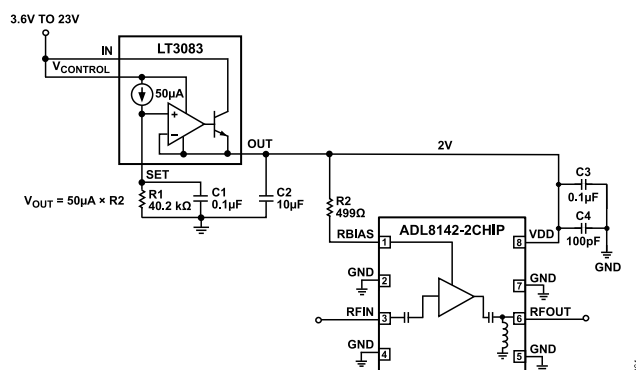 3.6V TO 23V
LT3083
IN
VCONTROL
50µA
+
–
OUT
2V
SET
VOUT = 50µA × R2
R1
40.2 kΩ
C1
0.1µF
C2
10µF
R2
499Ω
C3
0.1µF
C4
100pF
GND
ADL8142-2CHIP
RBIAS
1
8
VDD
GND
2
7
GND
RFIN
3
6
RFOUT
GND
4
5
GND